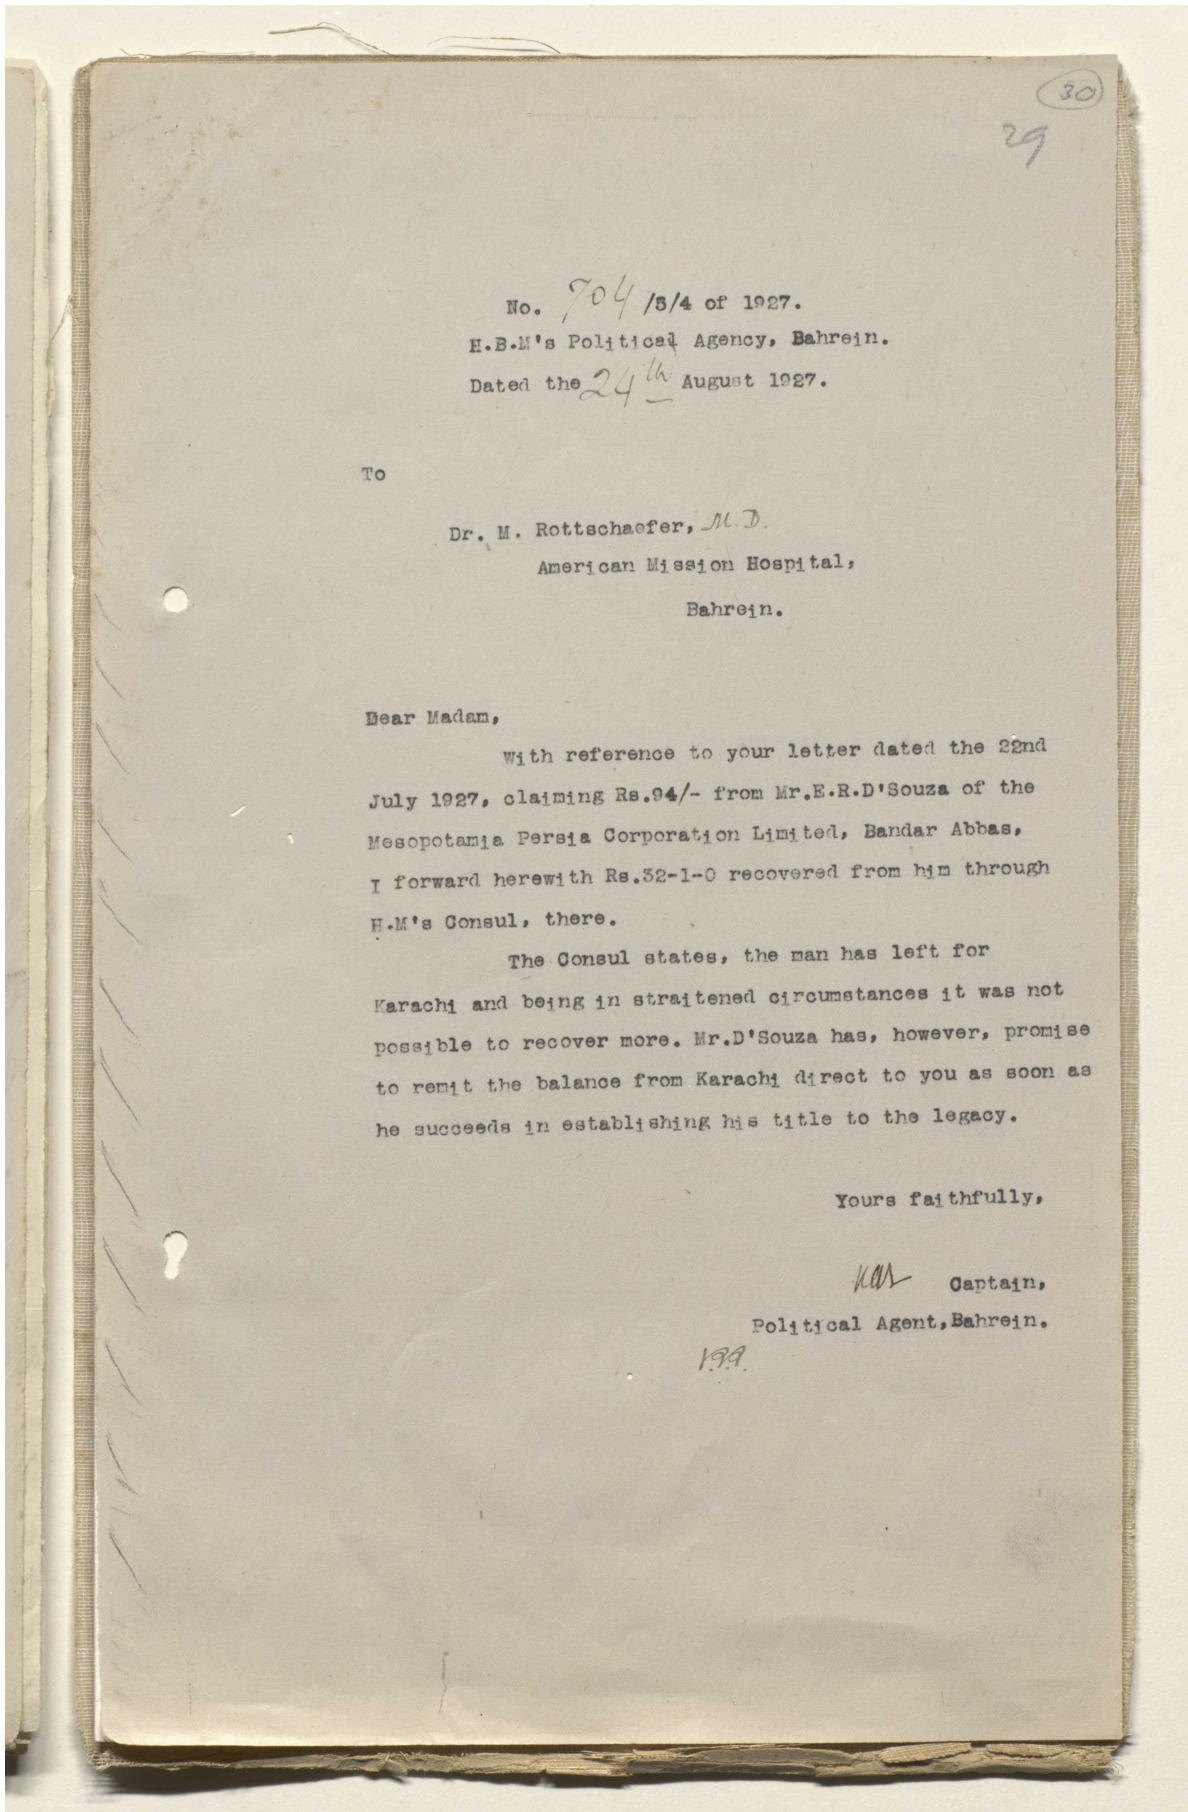 30
29
No. 704 /5/4 of 1927.
H.B.M's Political Agency, Bahrein.
Dated the 24th August 1927.
To
Dr. M. Rottschaefer, M.D.
American Mission Hospital,
Bahrein.
Dear Madam,
With reference to your letter dated the 22nd
July 1927, claiming Rs.94/- from Mr.E.R.D'Souza of the
Mesopotamia Persia Corporation Limited, Bandar Abbas,
I forward herewith Rs.32-1-0 recovered from him through
H.M's Consul, there.
The Consul states, the man has left for
Karachi and being in straitened circumstances it was not
possible to recover more. Mr.D'Souza has, however, promise
to remit the balance from Karachi direct to you as soon as
he succeeds in establishing his title to the legacy.
Yours faithfully,
Captain,
Political Agent,Bahrein.